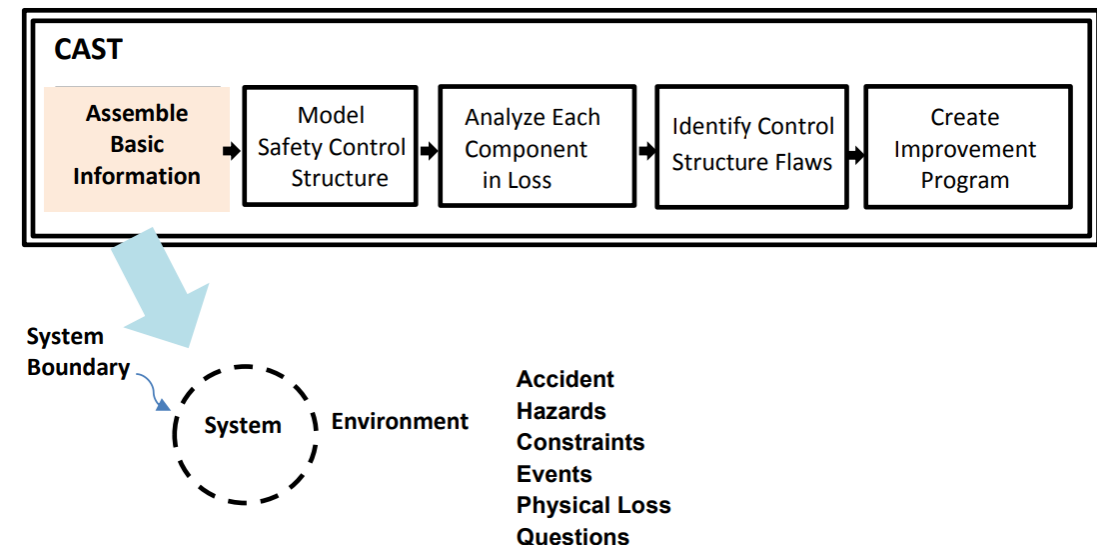 CAST
Assemble
Basic
Information
Model
Safety Control
Structure
Analyze Each
Component
in Loss
Identify Control
Structure Flaws
Create
Improvement
Program
System
Boundary
System
Environment
Accident
Hazards
Constraints
Events
Physical Loss
Questions